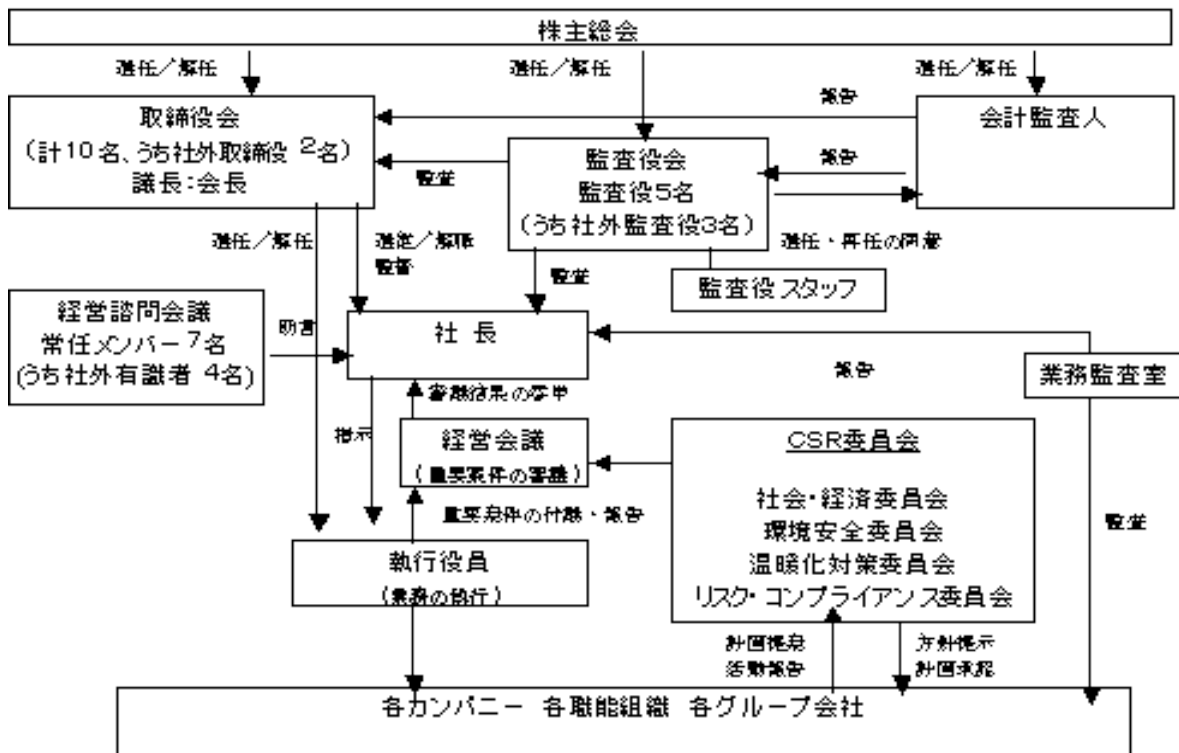 株主総会
選任／解任
選任／解任
選任／解任
取締役会
(計10名、うち社外取締役 2名)
議長：会長
報告
会計監査人
監査役会
監査役5名
(うち社外監査役3名)
監査
報告
選任・再任の同意
選任／解任
選定／解職
監督
監査
監査役スタッフ
経営諮問会議
常任メンバー 7名
(うち社外有識者 4名)
助言
社 長
報告
業務監査室
審議結果の答申
指示
経営会議
(重要案件の審議)
重要案件の付議・報告
CSR委員会
社会・経済委員会
環境安全委員会
温暖化対策委員会
リスク・コンプライアンス委員会
監査
執行役員
(業務の執行)
計画提案
活動報告
方針提示
計画承認
各カンパニー 各職能組織 各グループ会社